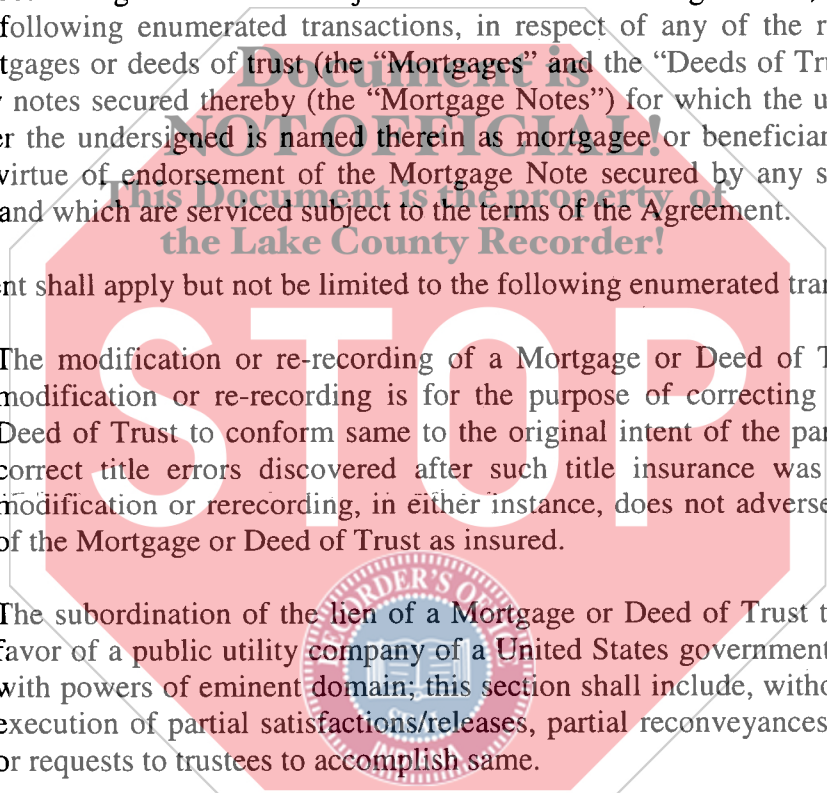 following enumerated transactions, in respect of any of the
tgages or deeds of trust (the “Mortgages” and the “Deeds of
Document is
notes secured thereby (the “Mortgage Notes”) for which the
the undersigned is named therein as mortgagee or
NOT OFFICIAL!
virtue of endorsement of the Mortgage Note secured by any
This Document is the property of
and which are serviced subject to the terms of the Agreement.
the Lake County Recorder!
nt shall apply but not be limited to the following enumerated
STOP
The modification or re-recording of a Mortgage or Deed of
modification or re-recording is for the purpose of correcting
Deed of Trust to conform same to the original intent of the
correct title errors discovered after such title insurance was
modification or rerecording, in either instance, does not
of the Mortgage or Deed of Trust as insured.
RECORDER'S OFFICE
The subordination of the lien of a Mortgage or Deed of Trust
favor of a public utility company of a United States government
with powers of eminent domain; this section shall include,
SEAL
execution of partial satisfactions/releases, partial reconveyances
INDIANA
or requests to trustees to accomplish same.